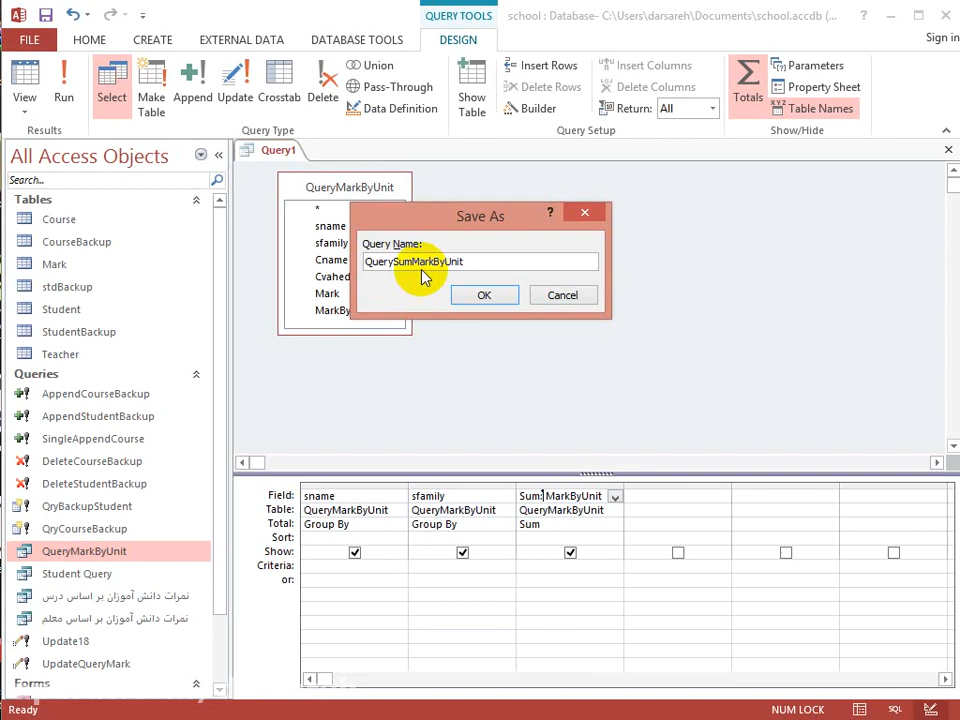 QUERY TOOLS
school : Database- C:\Users\darsareh\Documents\school.accdb (...
FILE HOME CREATE EXTERNAL DATA DATABASE TOOLS DESIGN Sign in
View Run Select Make Table Append Update Crosstab Delete
Union
Pass-Through
Data Definition
Show Table
Insert Rows
Delete Rows
Builder
Insert Columns
Delete Columns
Return: All
Totals
Parameters
Property Sheet
Table Names
Results Query Type Query Setup Show/Hide
All Access Objects
Search...
Tables
Course
CourseBackup
Mark
stdBackup
Student
StudentBackup
Teacher
Queries
AppendCourseBackup
AppendStudentBackup
SingleAppendCourse
DeleteCourseBackup
DeleteStudentBackup
QryBackupStudent
QryCourseBackup
QueryMarkByUnit
Student Query
نمرات دانش آموزان بر اساس درس
نمرات دانش آموزان بر اساس معلم
Update18
UpdateQueryMark
Forms
Query1
QueryMarkByUnit
*
sname
sfamily
Cname
Cvahed
Mark
Save As
Query Name:
QuerySumMarkByUnit
OK Cancel
Field: sname sfamily Sum: MarkByUnit
Table: QueryMarkByUnit QueryMarkByUnit QueryMarkByUnit
Total: Group By Group By Sum
Sort:
Show:
Criteria:
or:
Ready NUM LOCK SQL